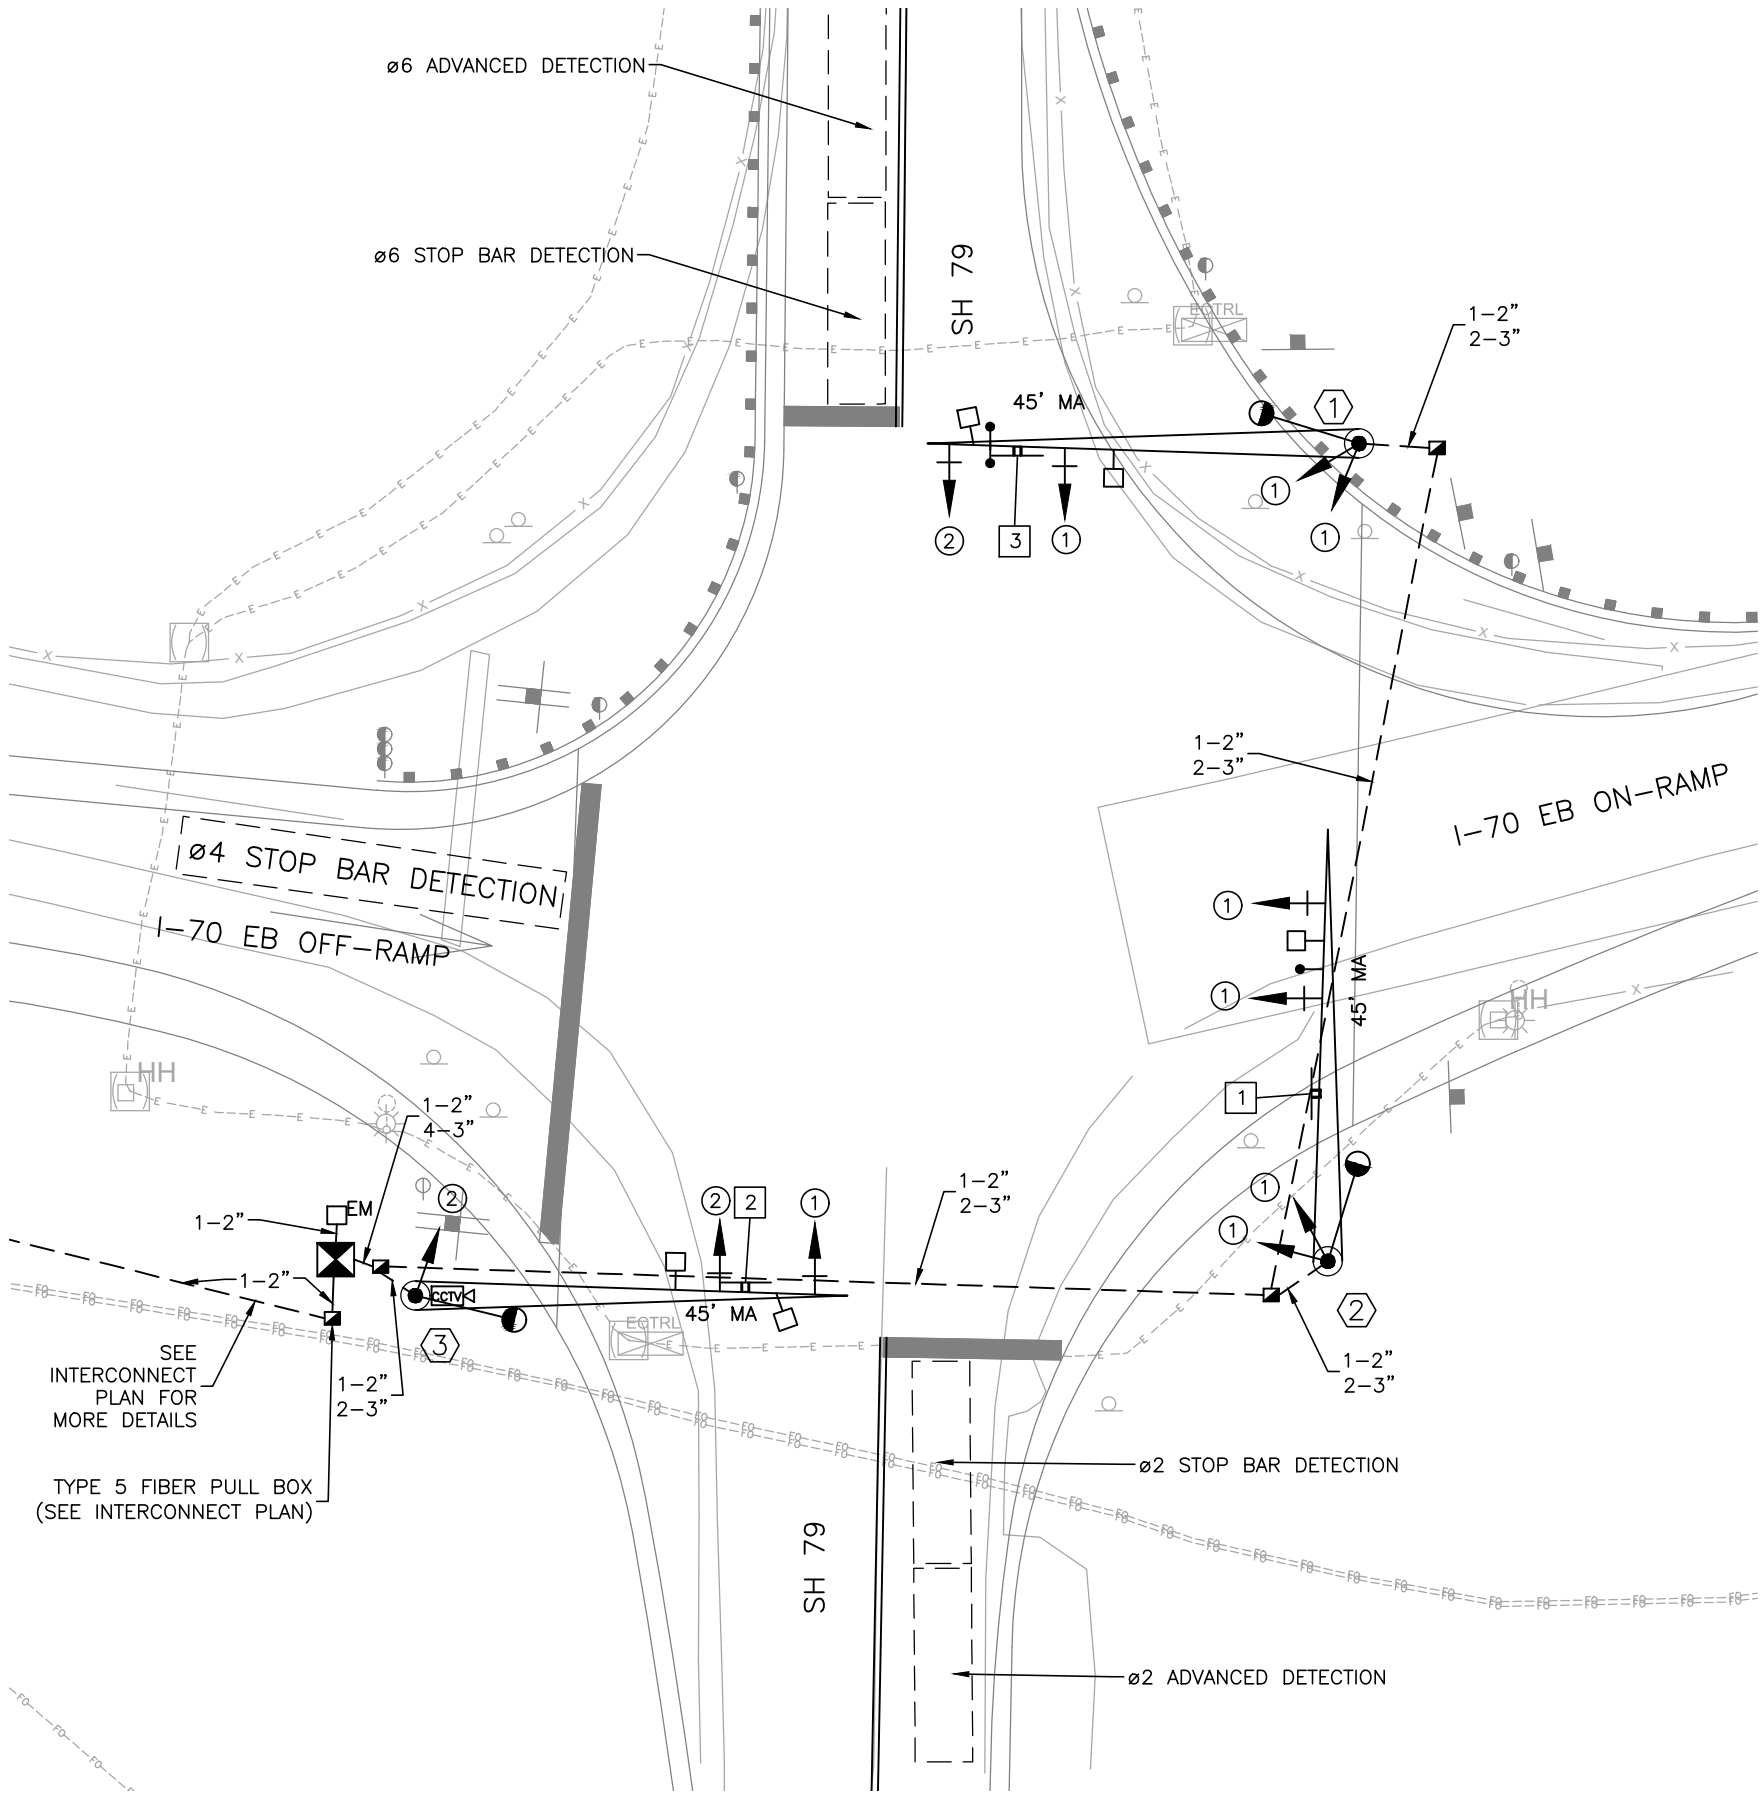 ø6 ADVANCED DETECTION
ø6 STOP BAR DETECTION
SH 79
ECTRL
1-2"
2-3"
45' MA
1
1
1
2
3
1
1-2"
2-3"
I-70 EB ON-RAMP
ø4 STOP BAR DETECTION
I-70 EB OFF-RAMP
1
1
45' MA
HH
1
HH
1-2"
4-3"
2
1-2"
EM
2
2
1
1-2"
2-3"
1
1
1-2"
CCTV
45' MA
ECTRL
2
3
SEE
INTERCONNECT
PLAN FOR
MORE DETAILS
1-2"
2-3"
1-2"
2-3"
TYPE 5 FIBER PULL BOX
(SEE INTERCONNECT PLAN)
ø2 STOP BAR DETECTION
SH 79
ø2 ADVANCED DETECTION